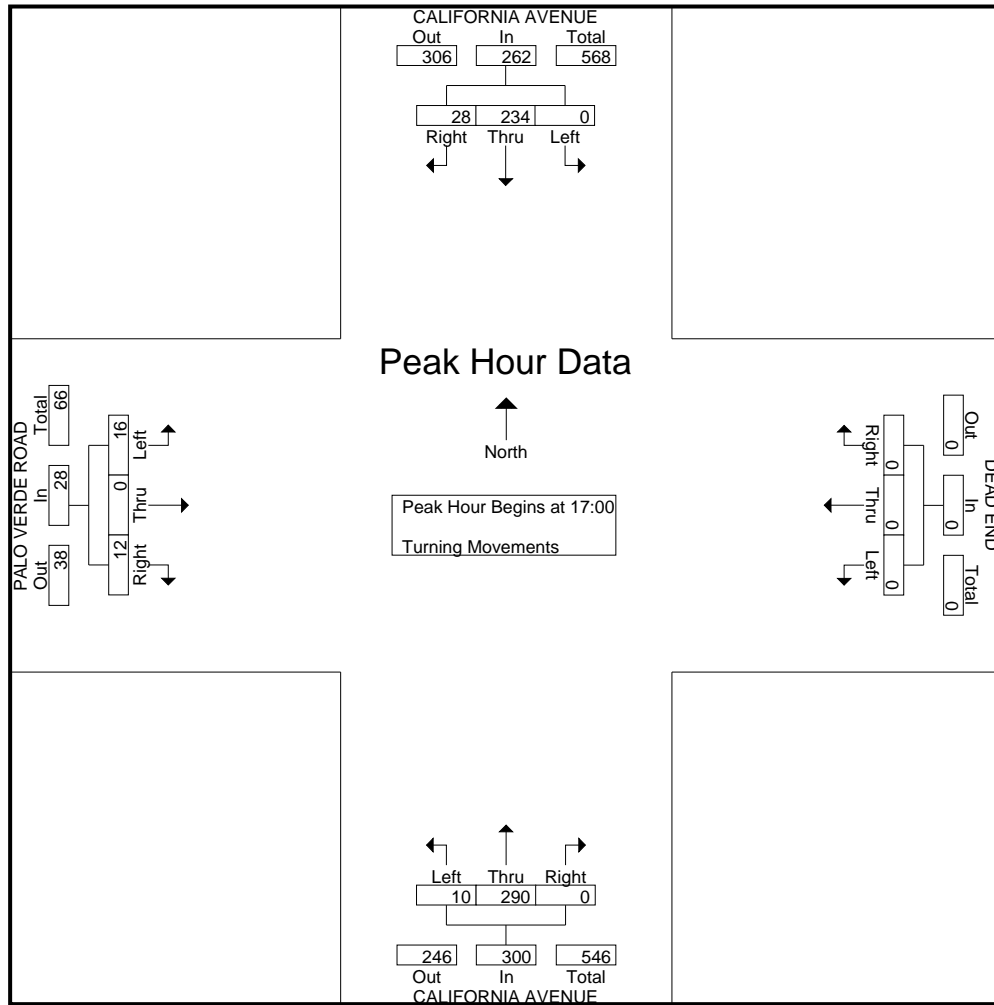 CALIFORNIA AVENUE
Out In Total
306 262 568
28 234 0
Right Thru Left
Peak Hour Data
North
Peak Hour Begins at 17:00
Turning Movements
PALO VERDE ROAD
Out In Total
38 28 66
12 0 16
Right Thru Left
DEAD END
Out In Total
0 0 0
0 0 0
Right Thru Left
Left Thru Right
10 290 0
246 300 546
Out In Total
CALIFORNIA AVENUE